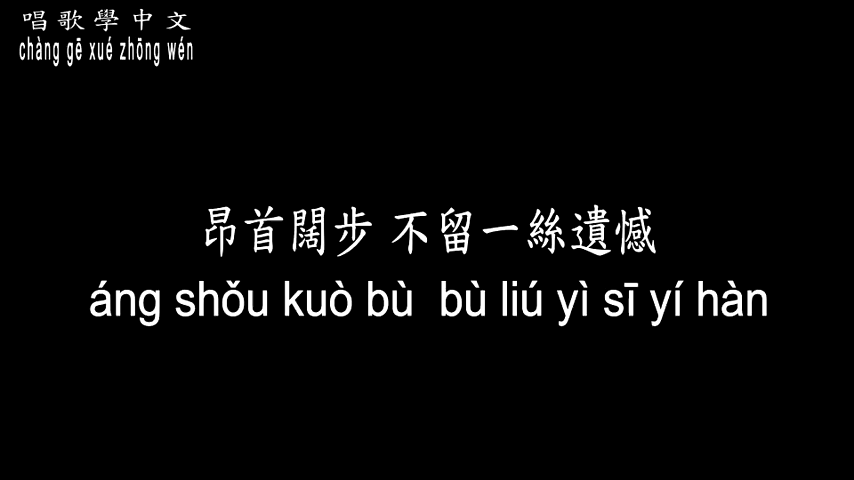 唱歌學中文
chàng gē xué zhōng wén
昂首闊步 不留一絲遺憾
áng shǒu kuò bù  bù liú yì sī yí hàn